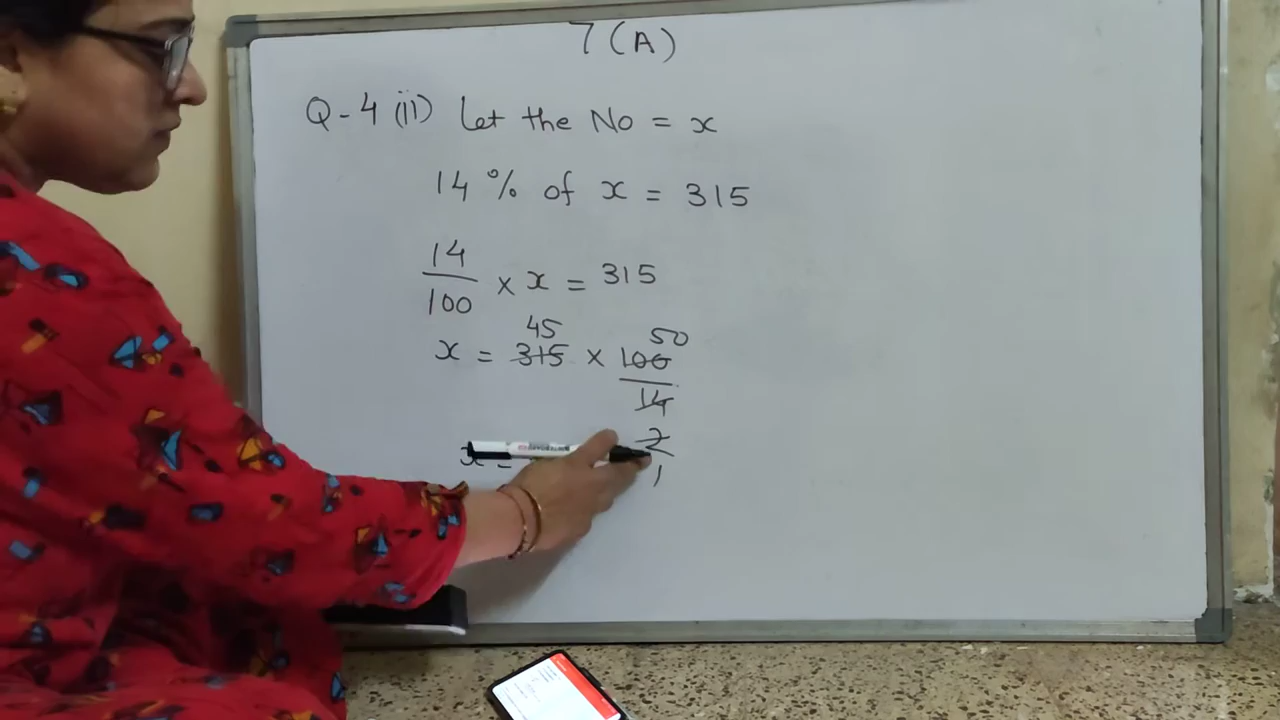 7 (A)
Q-4 (ii) Let the No = x
14 % of x = 315
14
100 × x = 315
45 50
x = 315 × 100
14
2
x =
1